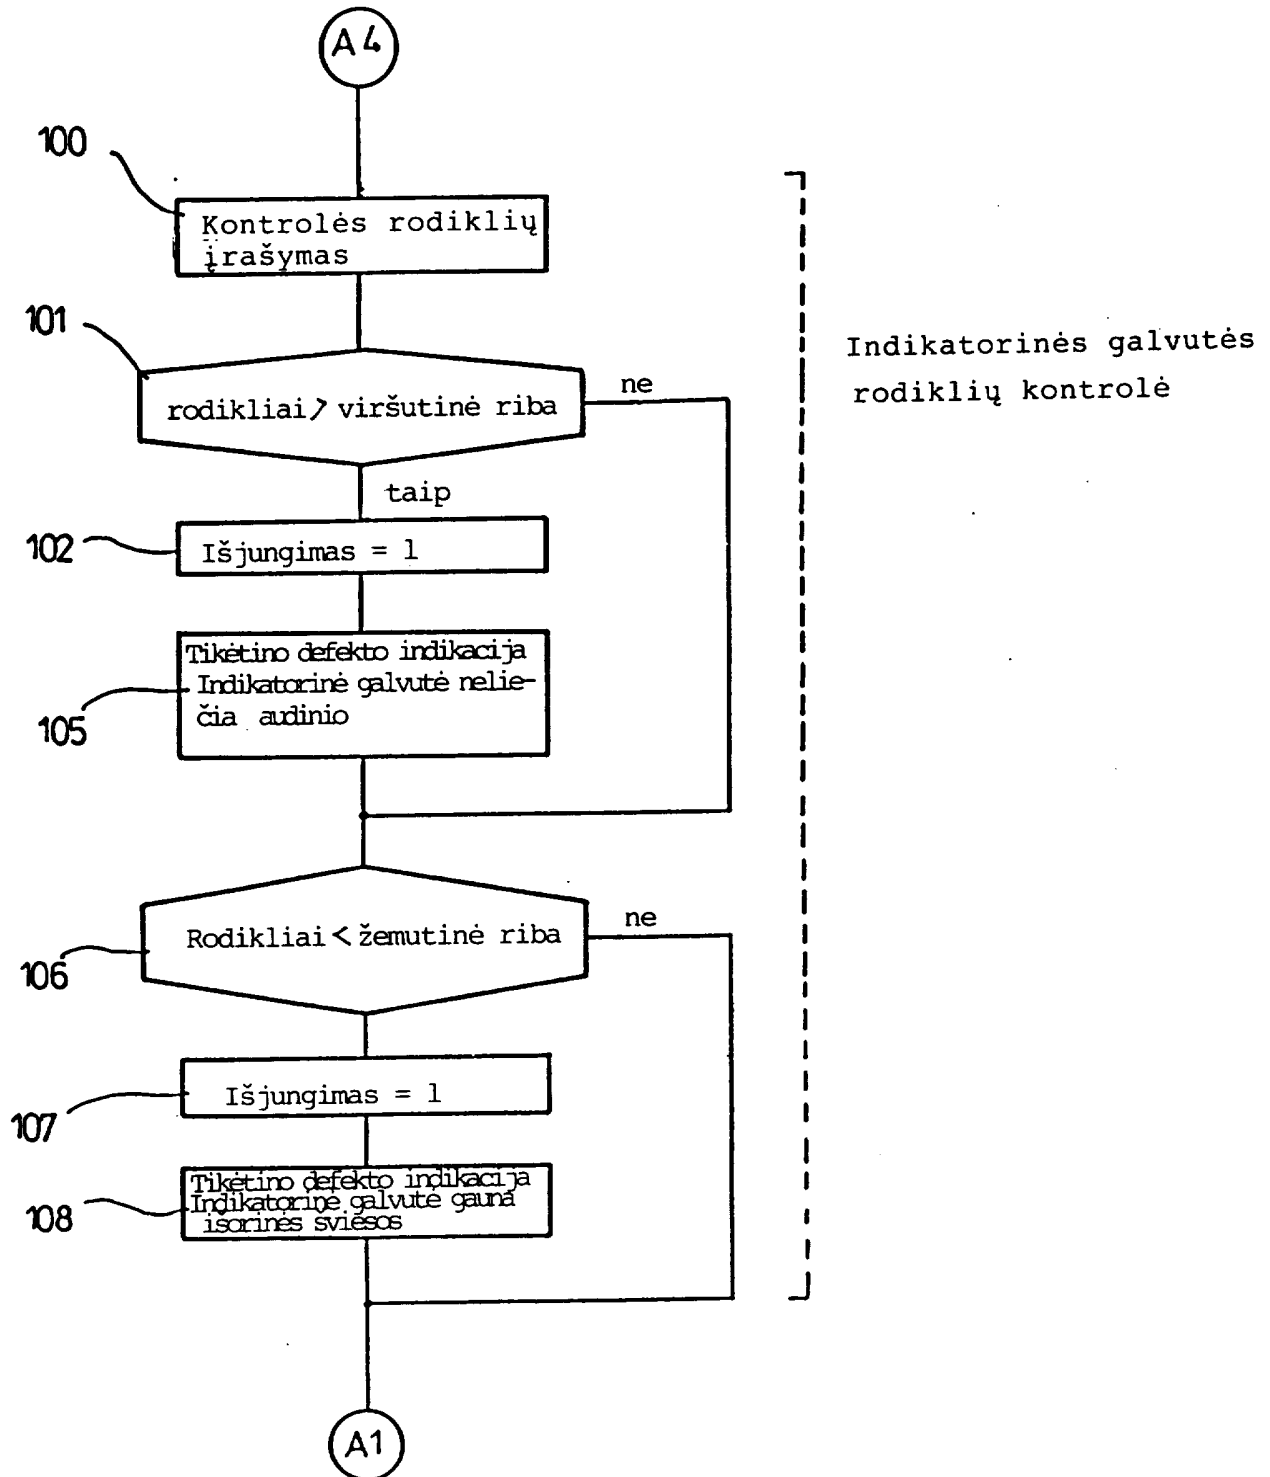 A4
100
Kontrolės rodiklių
įrašymas
101
rodikliai > viršutinė riba
ne
Indikatorinės galvutės
rodiklių kontrolė
taip
102
Išjungimas = 1
Tikėtino defekto indikacija
Indikatorinė galvutė nelie-
čia audinio
105
Rodikliai < žemutinė riba
ne
106
Išjungimas = 1
107
Tikėtino defekto indikacija
Indikatorinė galvutė gauna
išorinės šviesos
108
A1